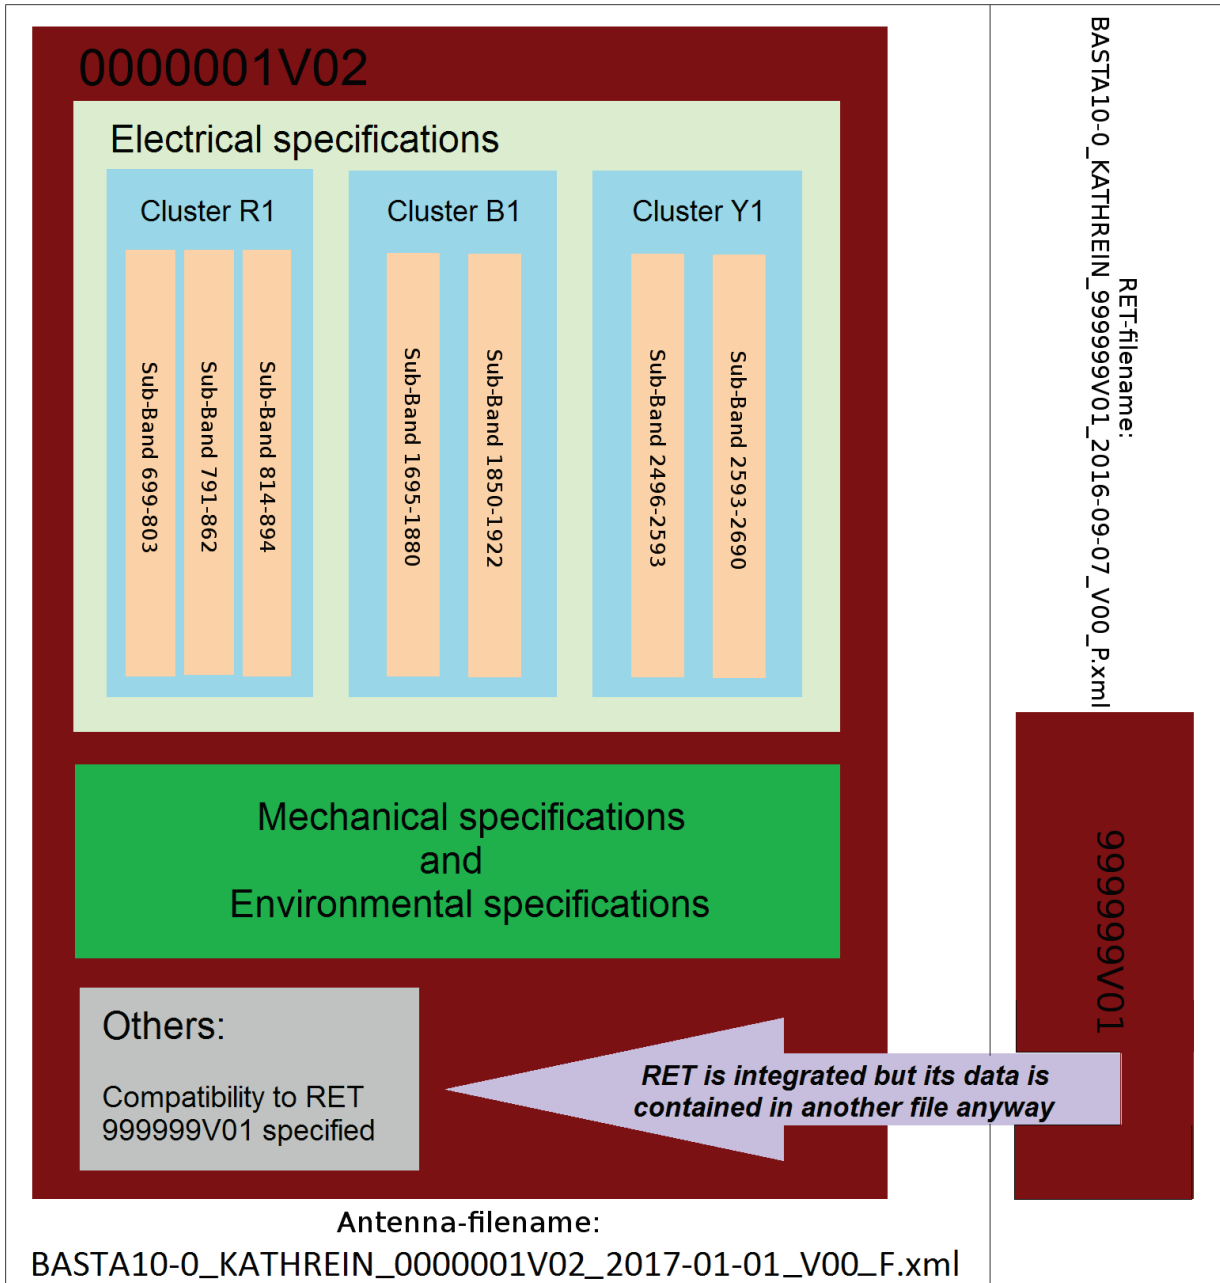 0000001V02
Electrical specifications
Cluster R1
Sub-Band 699-803
Sub-Band 791-862
Sub-Band 814-894
Cluster B1
Sub-Band 1695-1880
Sub-Band 1850-1922
Cluster Y1
Sub-Band 2496-2593
Sub-Band 2593-2690
Mechanical specifications
and
Environmental specifications
Others:
Compatibility to RET
999999V01 specified
RET is integrated but its data is
contained in another file anyway
Antenna-filename:
BASTA10-0_KATHREIN_0000001V02_2017-01-01_V00_F.xml
RET-filename:
BASTA10-0_KATHREIN_999999V01_2016-09-07_V00_P.xml
9999999V01